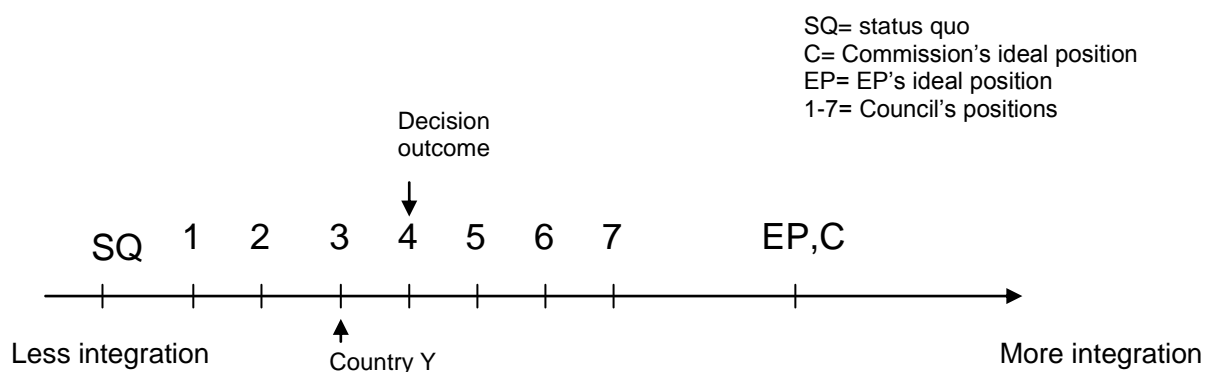 SQ= status quo
C= Commission's ideal position
EP= EP's ideal position
1-7= Council's positions
Decision
outcome
SQ 1 2 3 4 5 6 7 EP,C
Less integration
Country Y
More integration